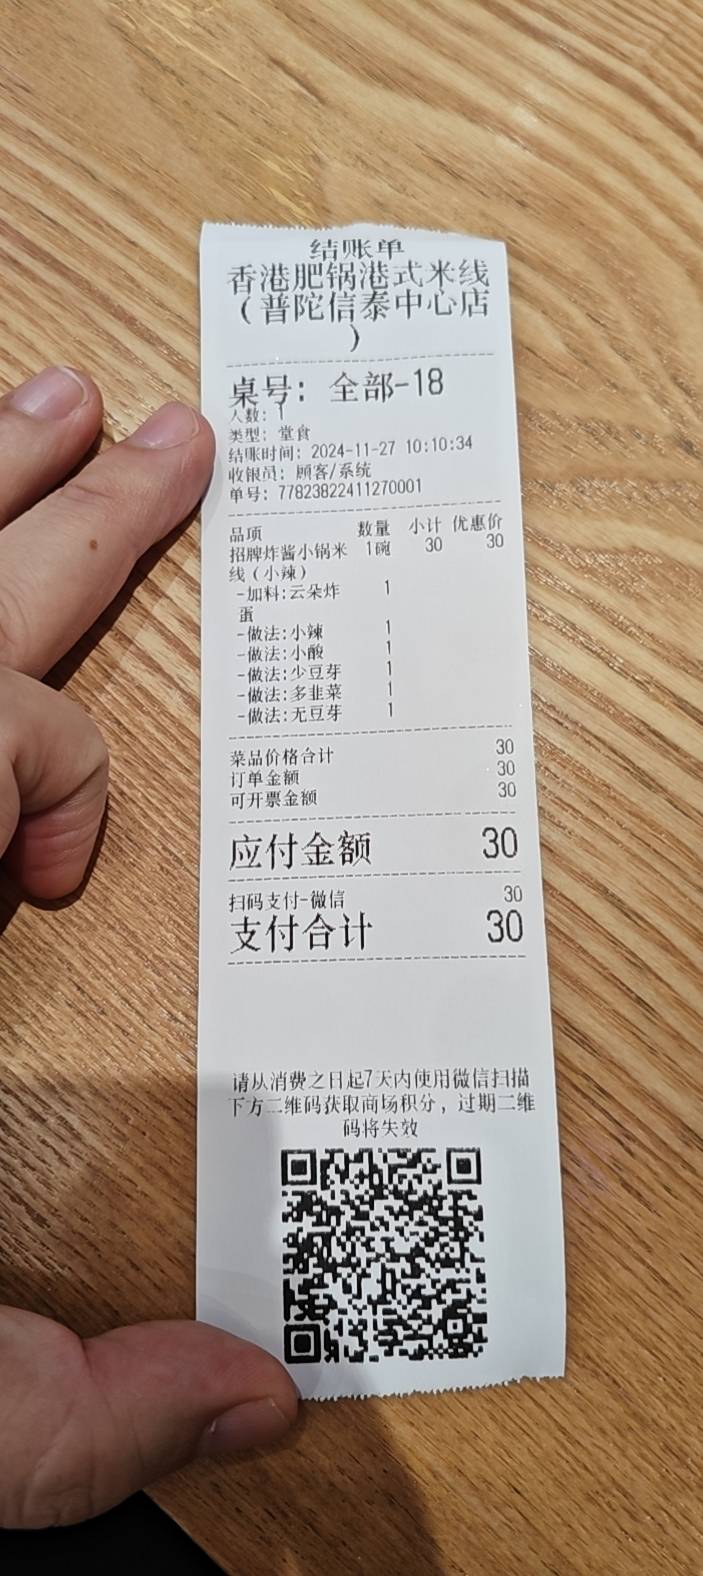 结账单
香港肥锅港式米线
（普陀信泰中心店
）
桌号: 全部-18
人数: 1
类型: 堂食
结账时间: 2024-11-27 10:10:34
收银员: 顾客/系统
单号: 77823822411270001
品项 数量 小计 优惠价
招牌炸酱小锅米 1碗 30 30
线（小辣）
-加料:云朵炸 1
蛋
-做法:小辣 1
-做法:小酸 1
-做法:少豆芽 1
-做法:多韭菜 1
-做法:无豆芽 1
菜品价格合计 30
订单金额 30
可开票金额 30
应付金额 30
扫码支付-微信 30
支付合计 30
请从消费之日起7天内使用微信扫描
下方二维码获取商场积分，过期二维
码将失效